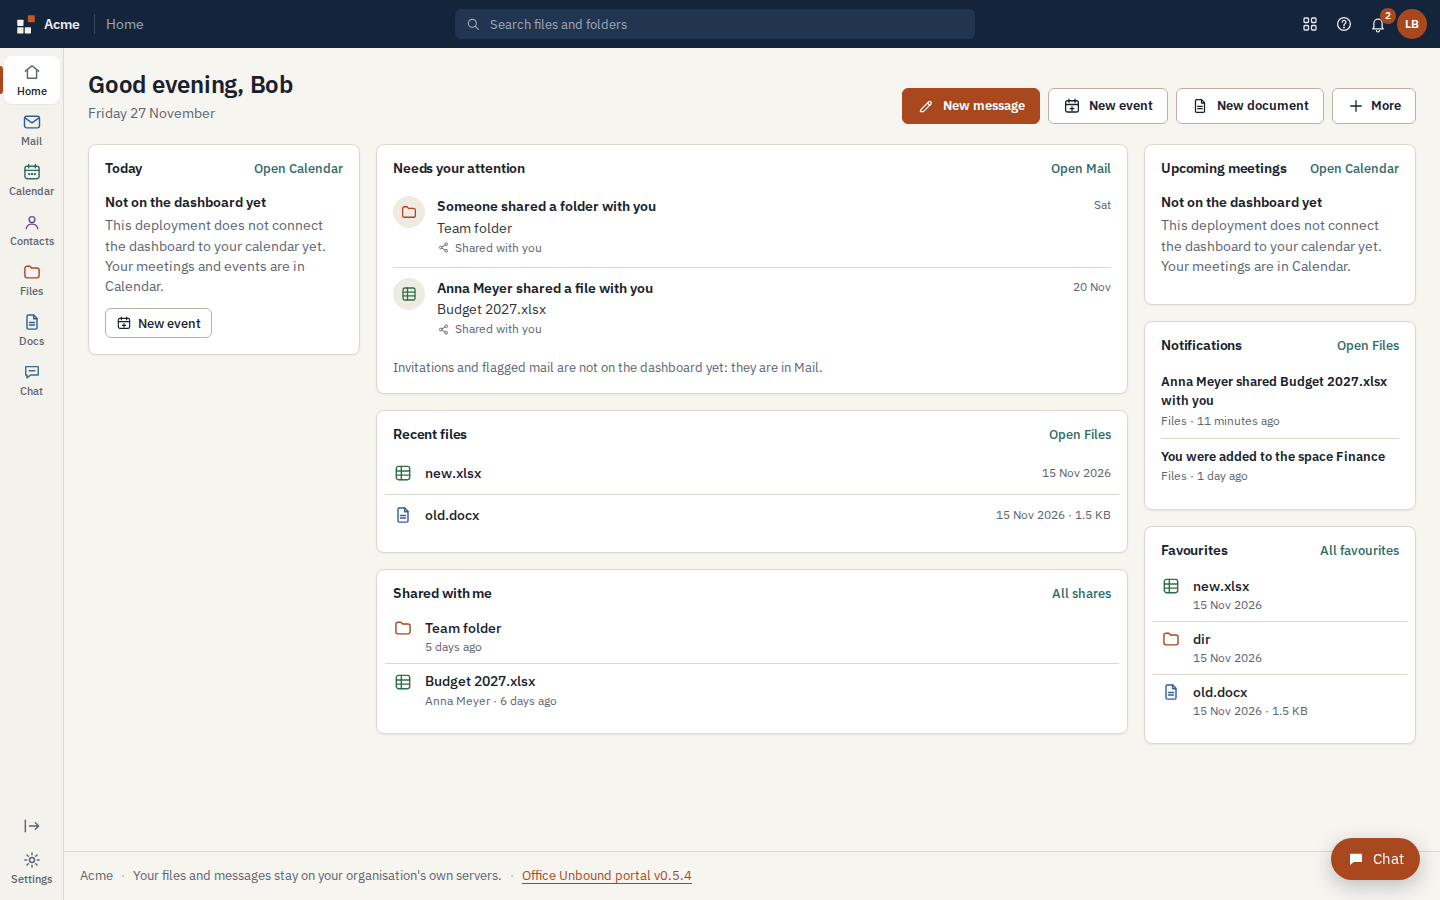 Acme
Home
Search files and folders
2
LB
Home
Mail
Calendar
Contacts
Files
Docs
Chat
Settings
Good evening, Bob
Friday 27 November
New message
New event
New document
More
Today
Open Calendar
Not on the dashboard yet
This deployment does not connect
the dashboard to your calendar yet.
Your meetings and events are in
Calendar.
New event
Needs your attention
Open Mail
Someone shared a folder with you
Sat
Team folder
Shared with you
Anna Meyer shared a file with you
20 Nov
Budget 2027.xlsx
Shared with you
Invitations and flagged mail are not on the dashboard yet: they are in Mail.
Recent files
Open Files
new.xlsx
15 Nov 2026
old.docx
15 Nov 2026 · 1.5 KB
Shared with me
All shares
Team folder
5 days ago
Budget 2027.xlsx
Anna Meyer · 6 days ago
Upcoming meetings
Open Calendar
Not on the dashboard yet
This deployment does not connect
the dashboard to your calendar yet.
Your meetings are in Calendar.
Notifications
Open Files
Anna Meyer shared Budget 2027.xlsx
with you
Files · 11 minutes ago
You were added to the space Finance
Files · 1 day ago
Favourites
All favourites
new.xlsx
15 Nov 2026
dir
15 Nov 2026
old.docx
15 Nov 2026 · 1.5 KB
Chat
Acme · Your files and messages stay on your organisation's own servers. · Office Unbound portal v0.5.4